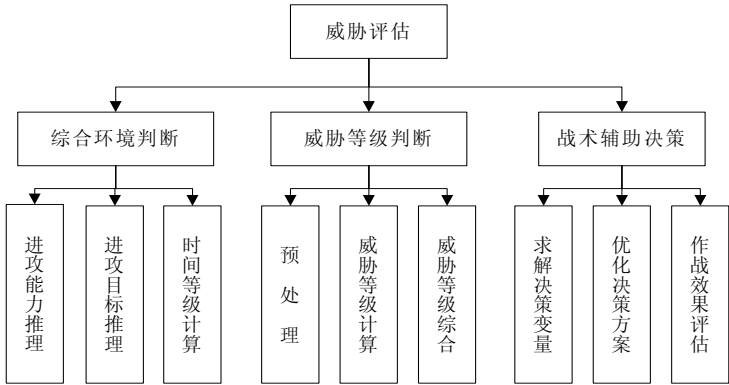 威胁评估
综合环境判断
威胁等级判断
战术辅助决策
进攻能力推理
进攻目标推理
时间等级计算
预处理
威胁等级计算
威胁等级综合
求解决策变量
优化决策方案
作战效果评估